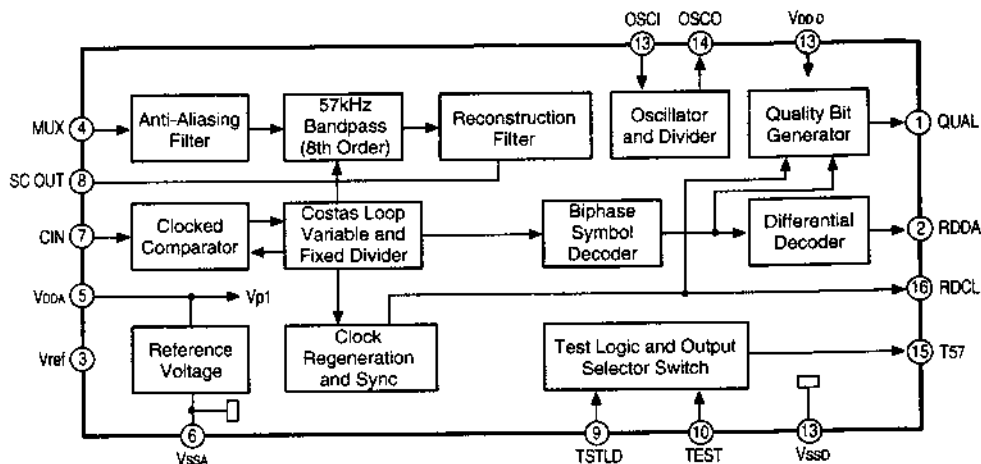 OSCI OSCO VDDD
13 14 13
MUX 4
Anti-Aliasing
Filter
57kHz
Bandpass
(8th Order)
Reconstruction
Filter
Oscillator
and Divider
Quality Bit
Generator
1 QUAL
SC OUT 8
CIN 7
Clocked
Comparator
Costas Loop
Variable and
Fixed Divider
Biphase
Symbol
Decoder
Differential
Decoder
2 RDDA
VDDA 5
Vp1
16 RDCL
Vref 3
Reference
Voltage
Clock
Regeneration
and Sync
Test Logic and Output
Selector Switch
15 T57
6 9 10 13
VSSA TSTLD TEST VSSD